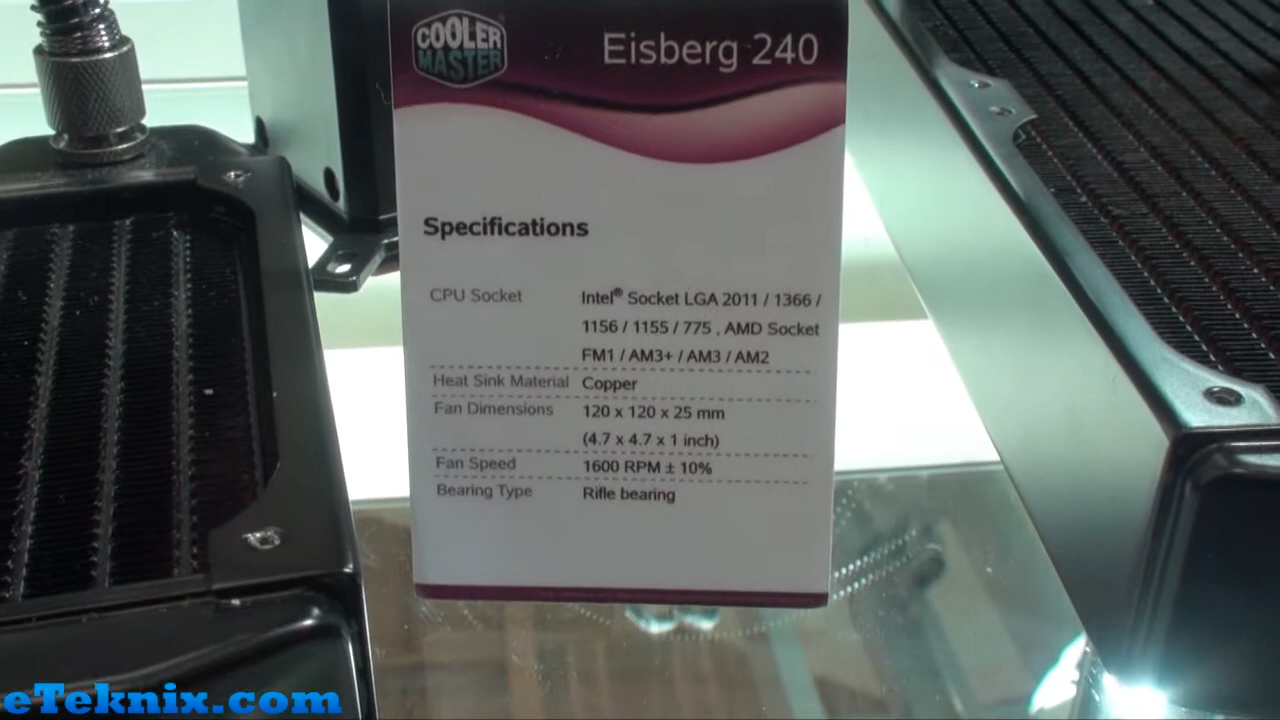 COOLER
MASTER
Eisberg 240
Specifications
CPU Socket Intel® Socket LGA 2011 / 1366 /
1156 / 1155 / 775 , AMD Socket
FM1 / AM3+ / AM3 / AM2
Heat Sink Material Copper
Fan Dimensions 120 x 120 x 25 mm
(4.7 x 4.7 x 1 inch)
Fan Speed 1600 RPM ± 10%
Bearing Type Rifle bearing
eTeknix.com